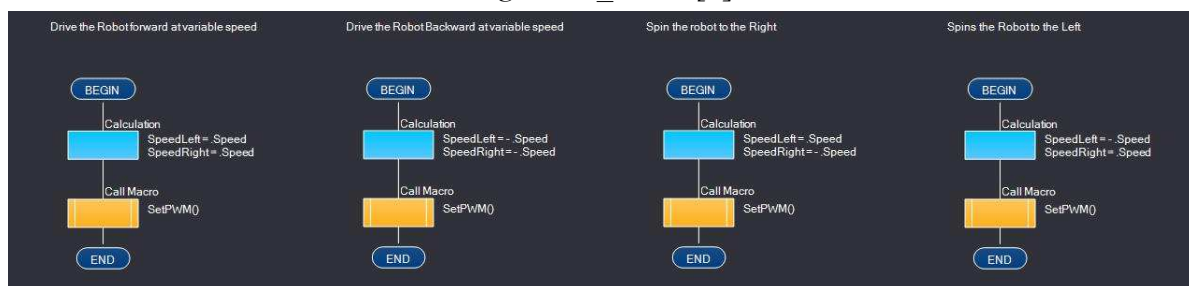 Drive the Robot forward at variable speed
BEGIN
Calculation
SpeedLeft = .Speed
SpeedRight = .Speed
Call Macro
SetPWM()
END
Drive the Robot Backward at variable speed
BEGIN
Calculation
SpeedLeft = - .Speed
SpeedRight = - .Speed
Call Macro
SetPWM()
END
Spin the robot to the Right
BEGIN
Calculation
SpeedLeft = .Speed
SpeedRight = - .Speed
Call Macro
SetPWM()
END
Spins the Robot to the Left
BEGIN
Calculation
SpeedLeft = - .Speed
SpeedRight = .Speed
Call Macro
SetPWM()
END